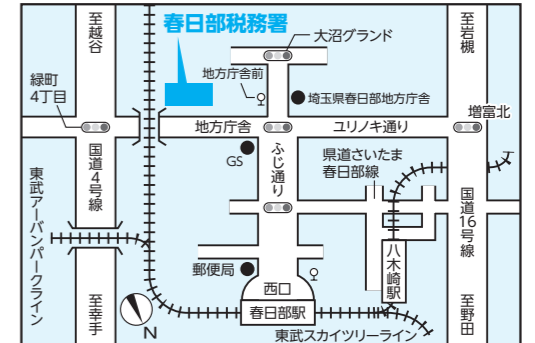 至越谷
春日部税務署
至岩槻
大沼グランド
緑町
4丁目
地方庁舎前
埼玉県春日部地方庁舎
増富北
地方庁舎
ユリノキ通り
国道4号線
GS
ふじ通り
県道さいたま
春日部線
東武アーバンパークライン
国道16号線
郵便局
八木崎駅
西口
至幸手
N
春日部駅
至野田
東武スカイツリーライン